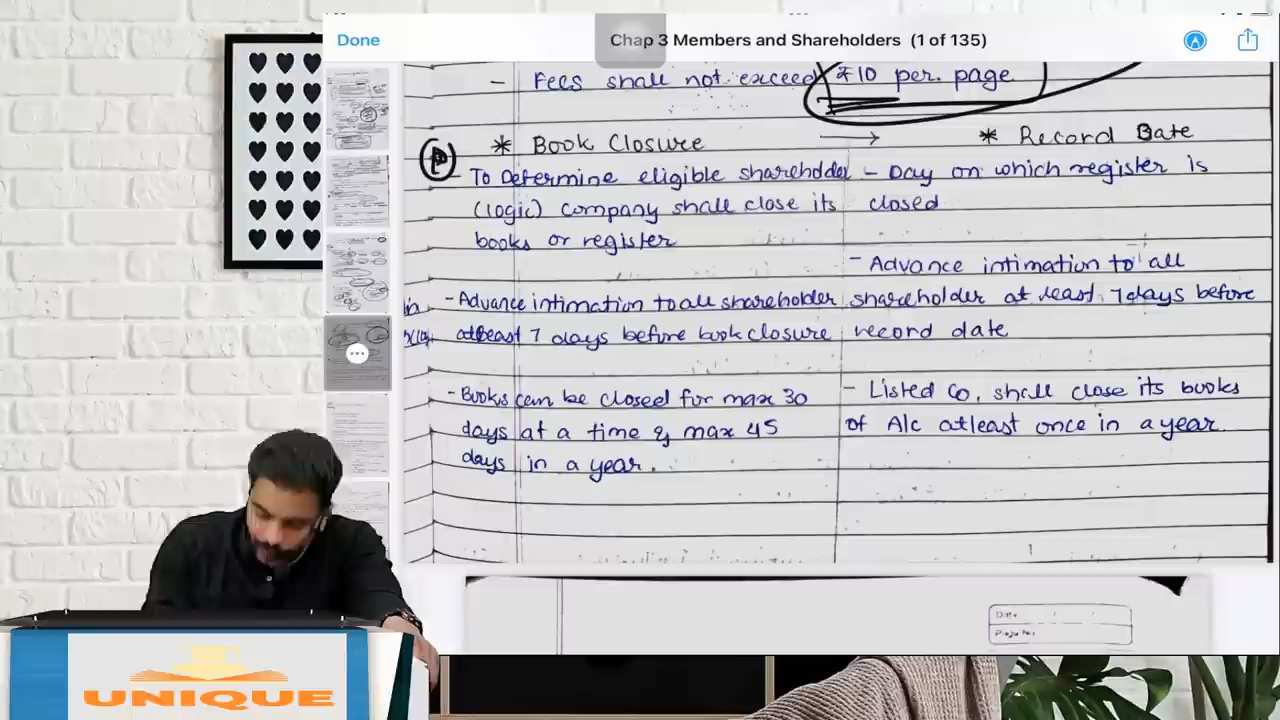 Done
Chap 3 Members and Shareholders (1 of 135)
- Fees shall not exceed ₹10 per. page
(P) * Book Closure → * Record Date
- To Determine eligible shareholder
(logic) company shall close its
books or register
- Day on which register is
closed
- Advance intimation to all shareholder
atleast 7 days before book closure
- Advance intimation to all
shareholder at least 7 days before
record date
- Books can be closed for max 30
days at a time & max 45
days in a year.
- Listed Co. shall close its books
of A/c atleast once in a year
Date
Page No.
UNIQUE